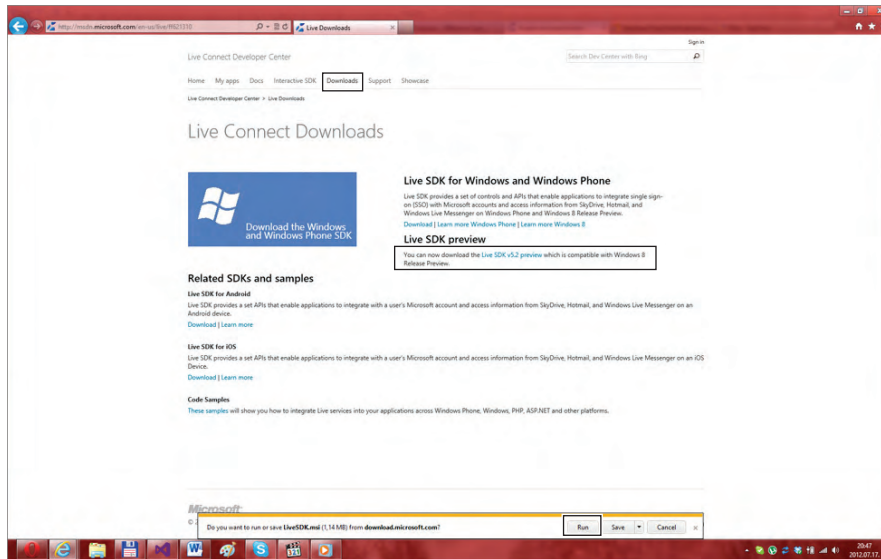 http://msdn.microsoft.com/en-us/live/ff621310
Live Downloads
Sign in
Live Connect Developer Center
Search Dev Center with Bing
Home My apps Docs Interactive SDK Downloads Support Showcase
Live Connect Developer Center > Live Downloads
Live Connect Downloads
Download the Windows
and Windows Phone SDK
Live SDK for Windows and Windows Phone
Live SDK provides a set of controls and APIs that enable applications to integrate single sign-
on (SSO) with Microsoft accounts and access information from SkyDrive, Hotmail, and
Windows Live Messenger on Windows Phone and Windows 8 Release Preview.
Download | Learn more Windows Phone | Learn more Windows 8
Live SDK preview
You can now download the Live SDK v5.2 preview which is compatible with Windows 8
Release Preview.
Related SDKs and samples
Live SDK for Android
Live SDK provides a set APIs that enable applications to integrate with a user's Microsoft account and access information from SkyDrive, Hotmail, and Windows Live Messenger on an
Android device.
Download | Learn more
Live SDK for iOS
Live SDK provides a set APIs that enable applications to integrate with a user's Microsoft account and access information from SkyDrive, Hotmail, and Windows Live Messenger on an iOS
Device.
Download | Learn more
Code Samples
These samples will show you how to integrate Live services into your applications across Windows Phone, Windows, PHP, ASP.NET and other platforms.
Microsoft
Do you want to run or save LiveSDK.msi (1,14 MB) from download.microsoft.com?
Run Save Cancel
20:47
2012.07.17.